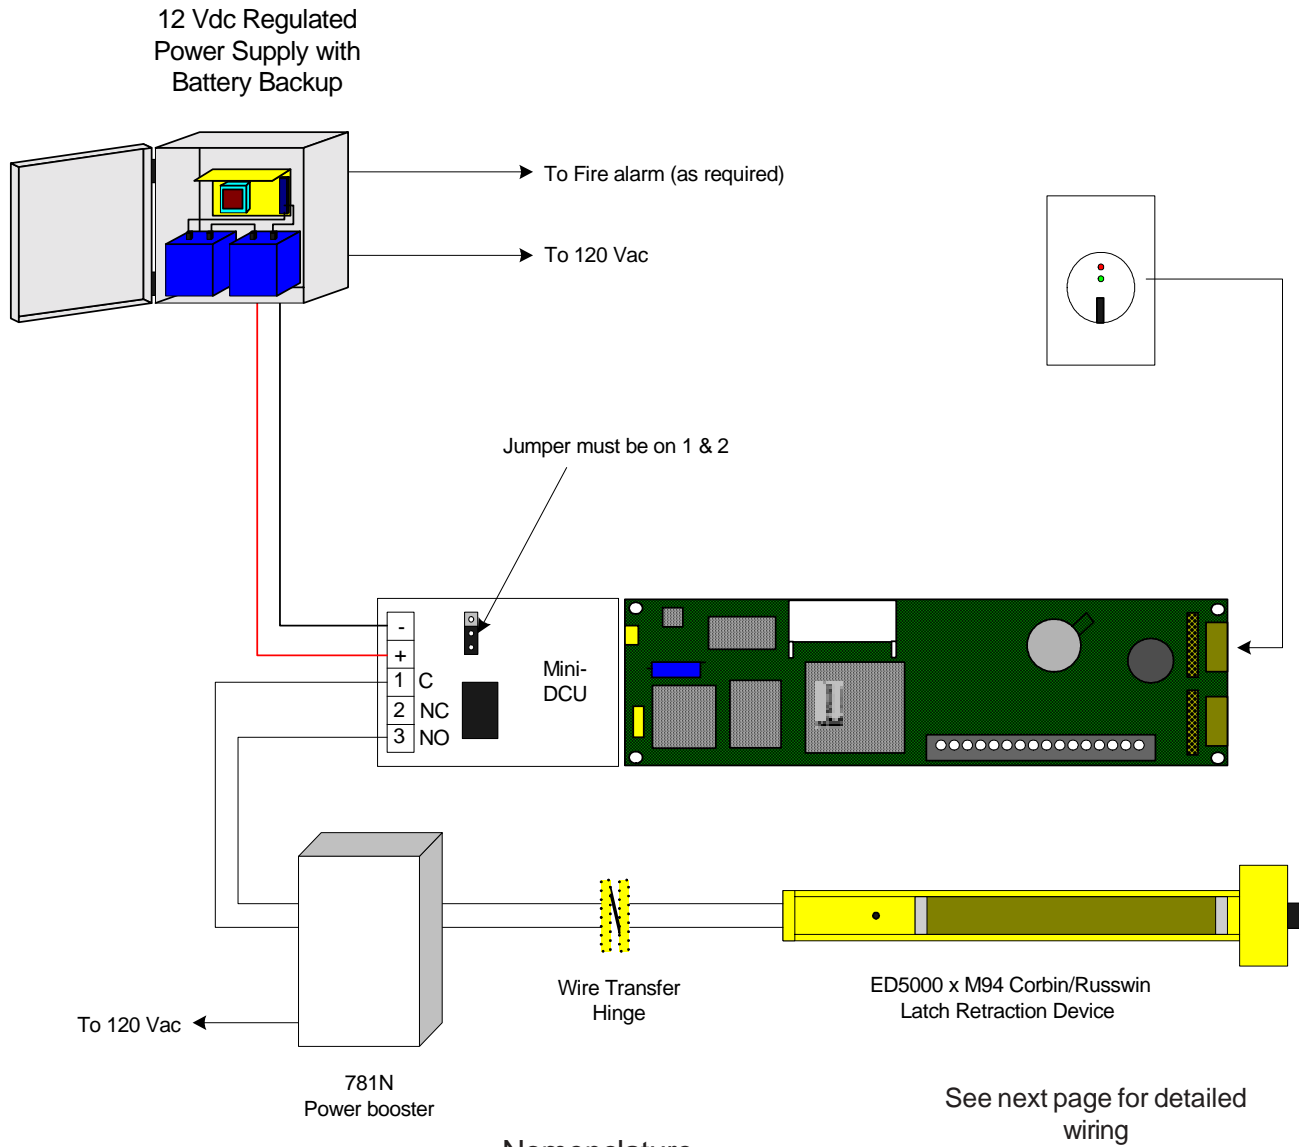 12 Vdc Regulated
Power Supply with
Battery Backup
To Fire alarm (as required)
To 120 Vac
Jumper must be on 1 & 2
-
+
1 C
2 NC
3 NO
Mini-
DCU
Wire Transfer
Hinge
ED5000 x M94 Corbin/Russwin
Latch Retraction Device
To 120 Vac
781N
Power booster
See next page for detailed
wiring
Nomenclature